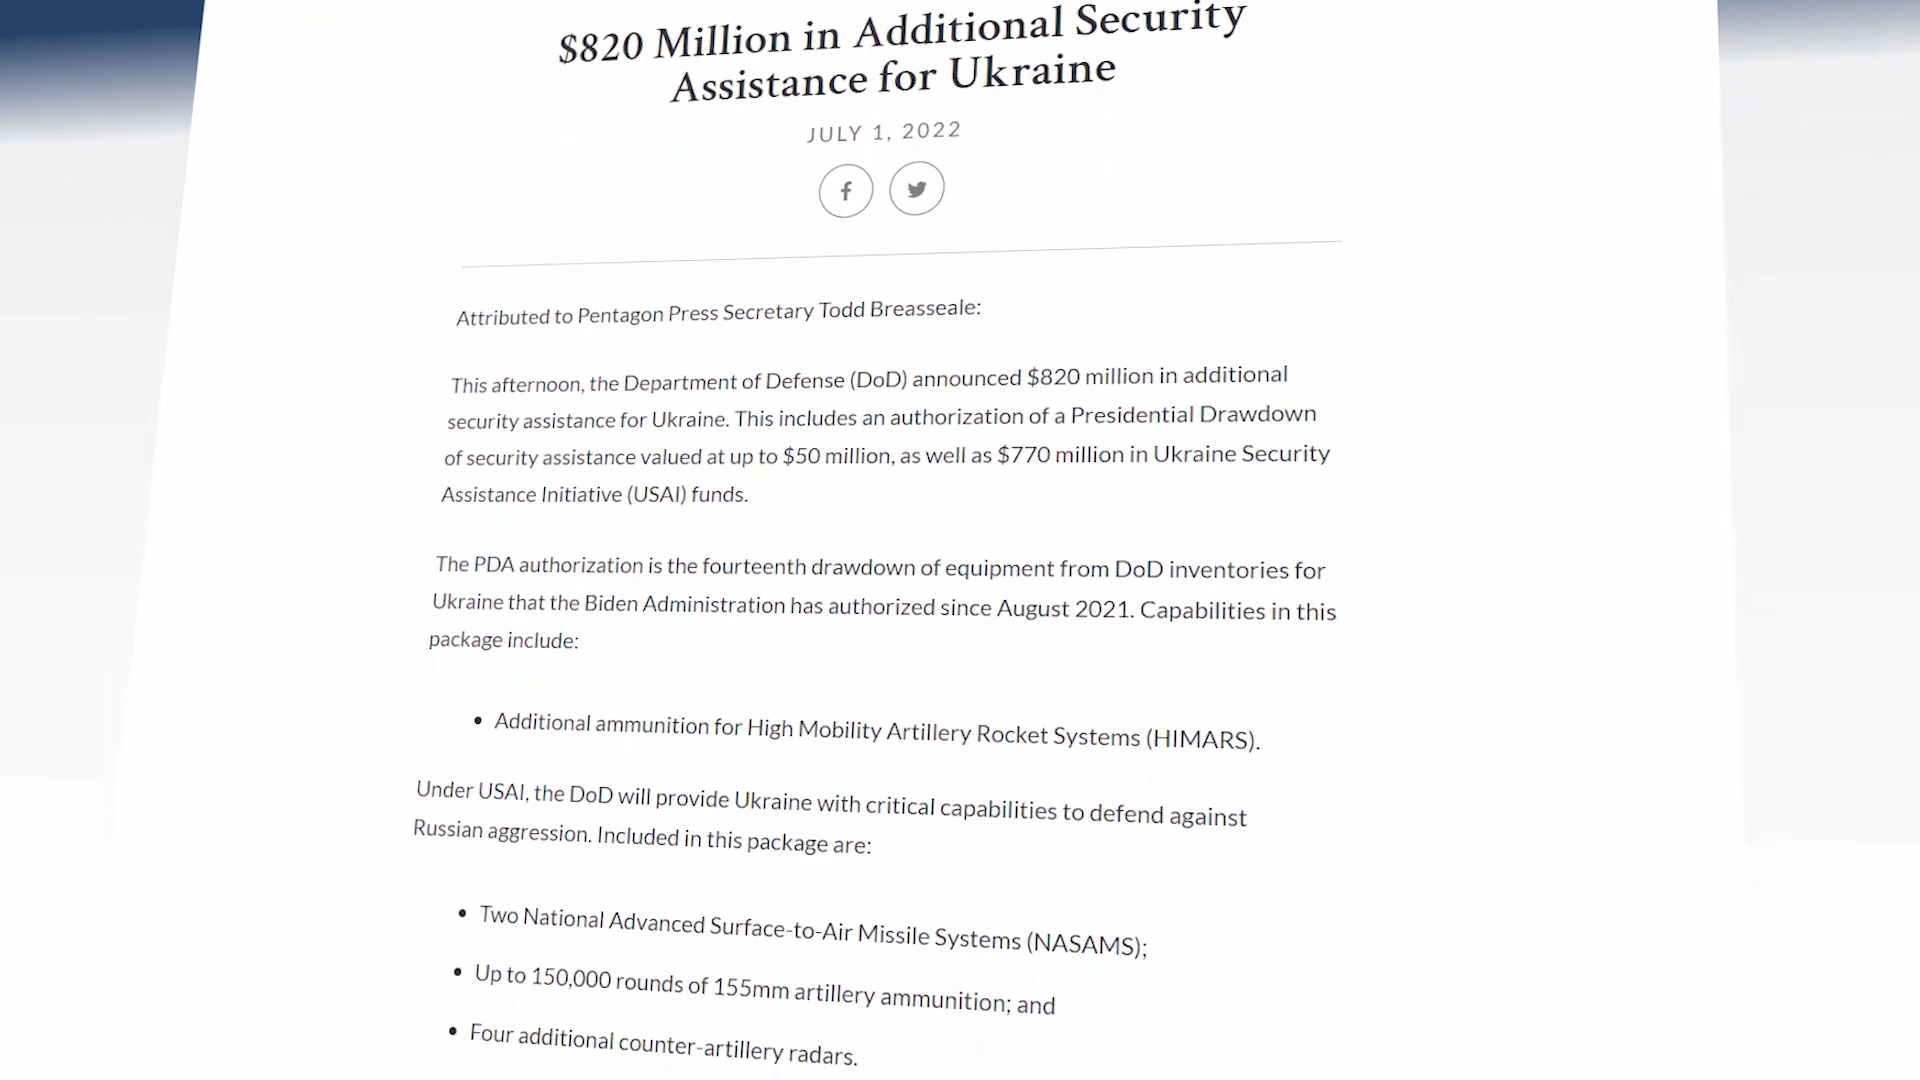 $820 Million in Additional Security
Assistance for Ukraine
JULY 1, 2022
Attributed to Pentagon Press Secretary Todd Breasseale:
This afternoon, the Department of Defense (DoD) announced $820 million in additional
security assistance for Ukraine. This includes an authorization of a Presidential Drawdown
of security assistance valued at up to $50 million, as well as $770 million in Ukraine Security
Assistance Initiative (USAI) funds.
The PDA authorization is the fourteenth drawdown of equipment from DoD inventories for
Ukraine that the Biden Administration has authorized since August 2021. Capabilities in this
package include:
• Additional ammunition for High Mobility Artillery Rocket Systems (HIMARS).
Under USAI, the DoD will provide Ukraine with critical capabilities to defend against
Russian aggression. Included in this package are:
• Two National Advanced Surface-to-Air Missile Systems (NASAMS);
• Up to 150,000 rounds of 155mm artillery ammunition; and
• Four additional counter-artillery radars.